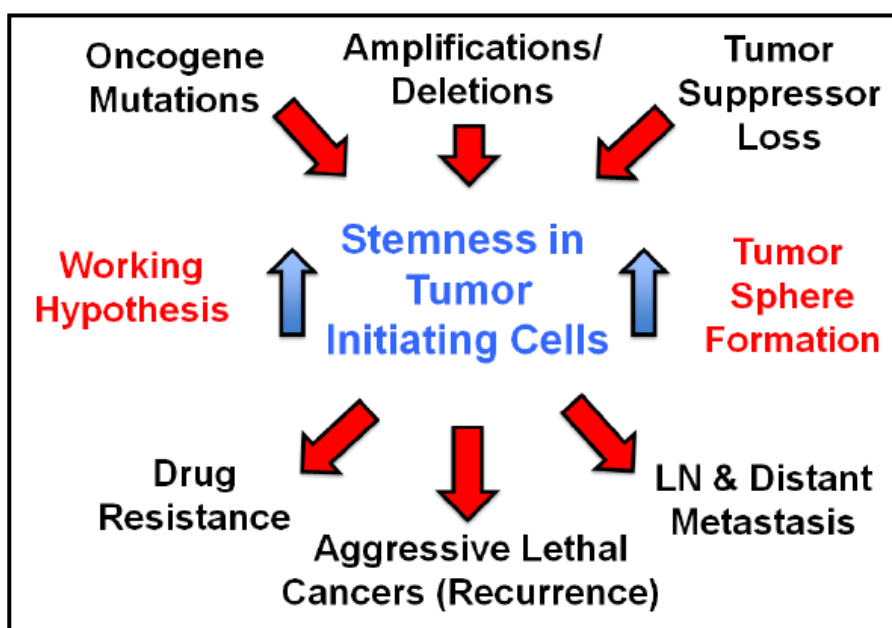 Oncogene
Mutations
Amplifications/
Deletions
Tumor
Suppressor
Loss
Working
Hypothesis
Stemness in
Tumor
Initiating Cells
Tumor
Sphere
Formation
Drug
Resistance
Aggressive Lethal
Cancers (Recurrence)
LN & Distant
Metastasis